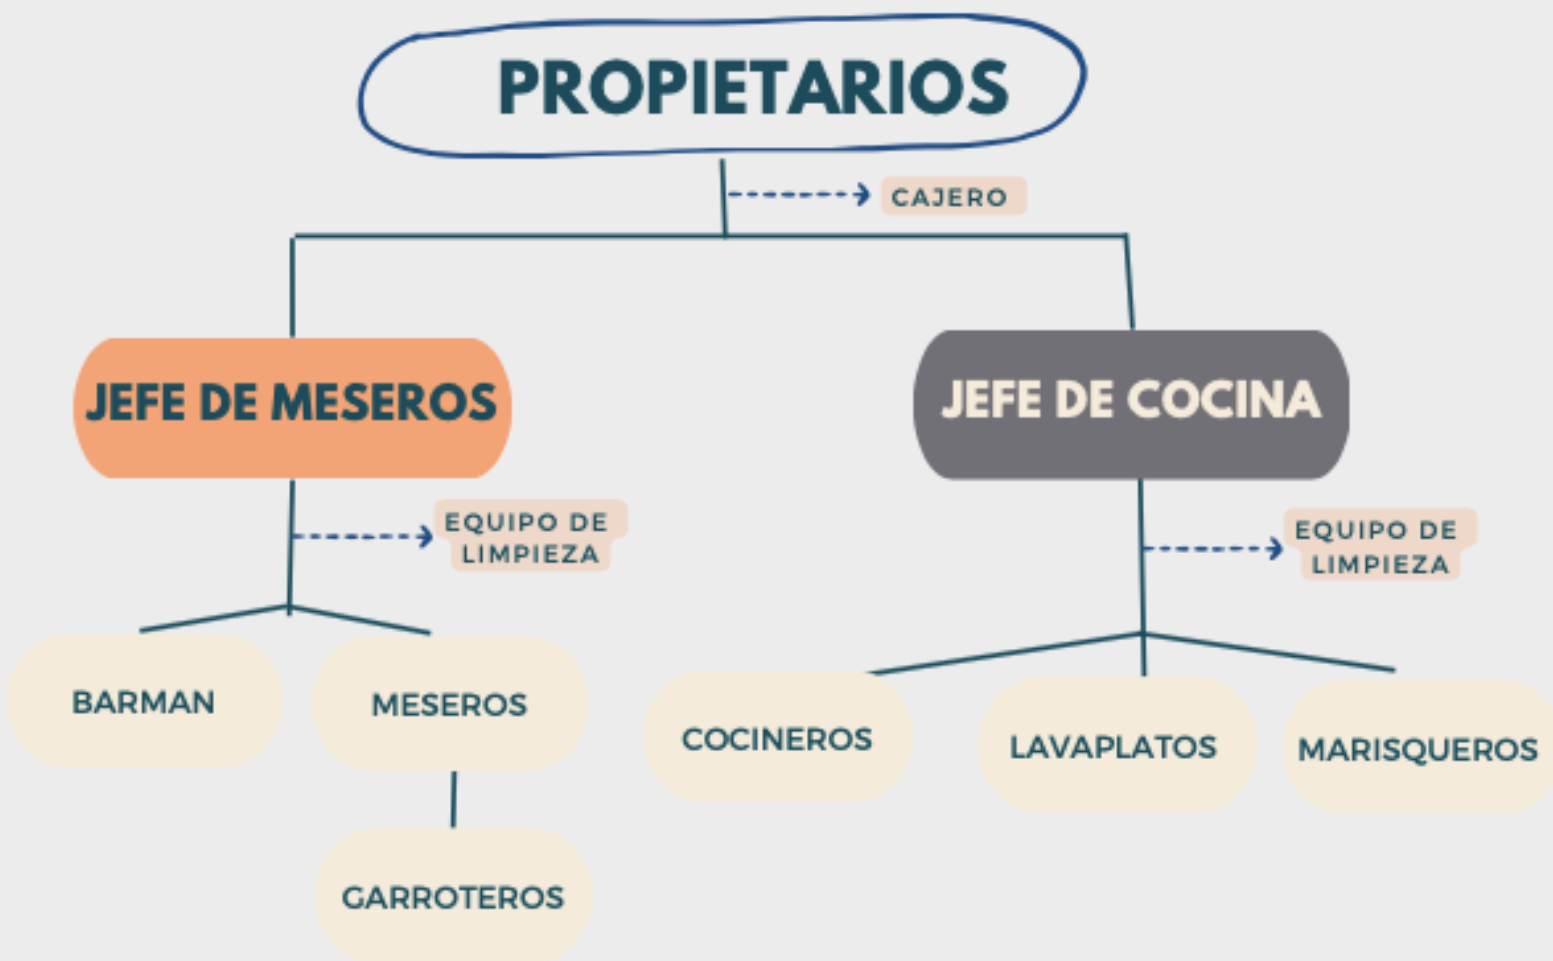 PROPIETARIOS
CAJERO
JEFE DE MESEROS
JEFE DE COCINA
EQUIPO DE
LIMPIEZA
EQUIPO DE
LIMPIEZA
BARMAN
MESEROS
COCINEROS
LAVAPLATOS
MARISQUEROS
GARROTEROS